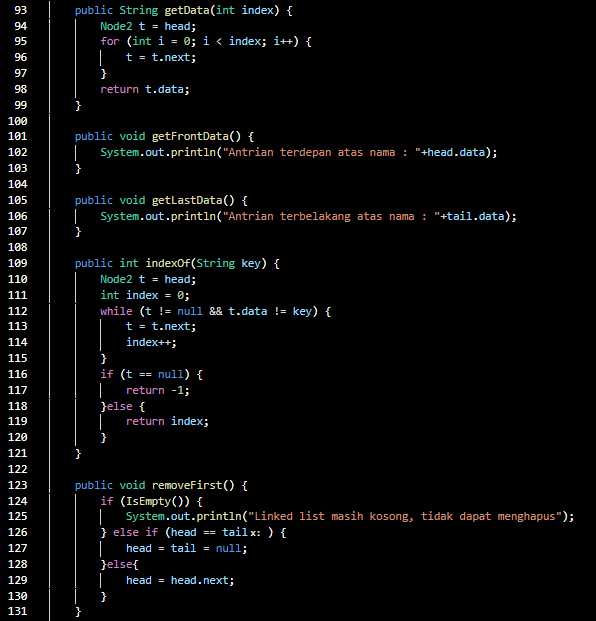 93 public String getData(int index) {
94 Node2 t = head;
95 for (int i = 0; i < index; i++) {
96 t = t.next;
97 }
98 return t.data;
99 }
100
101 public void getFrontData() {
102 System.out.println("Antrian terdepan atas nama : "+head.data);
103 }
104
105 public void getLastData() {
106 System.out.println("Antrian terbelakang atas nama : "+tail.data);
107 }
108
109 public int indexOf(String key) {
110 Node2 t = head;
111 int index = 0;
112 while (t != null && t.data != key) {
113 t = t.next;
114 index++;
115 }
116 if (t == null) {
117 return -1;
118 }else {
119 return index;
120 }
121 }
122
123 public void removeFirst() {
124 if (IsEmpty()) {
125 System.out.println("Linked list masih kosong, tidak dapat menghapus");
126 } else if (head == tail x: ) {
127 head = tail = null;
128 }else{
129 head = head.next;
130 }
131 }